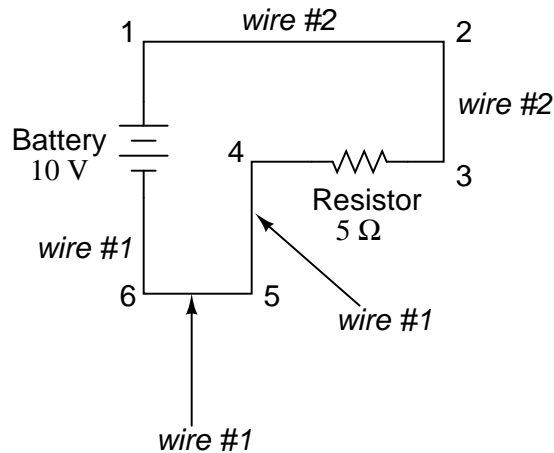 wire #2
1
2
wire #2
Battery
10 V
4
3
Resistor
5 Ω
wire #1
6
5
wire #1
wire #1